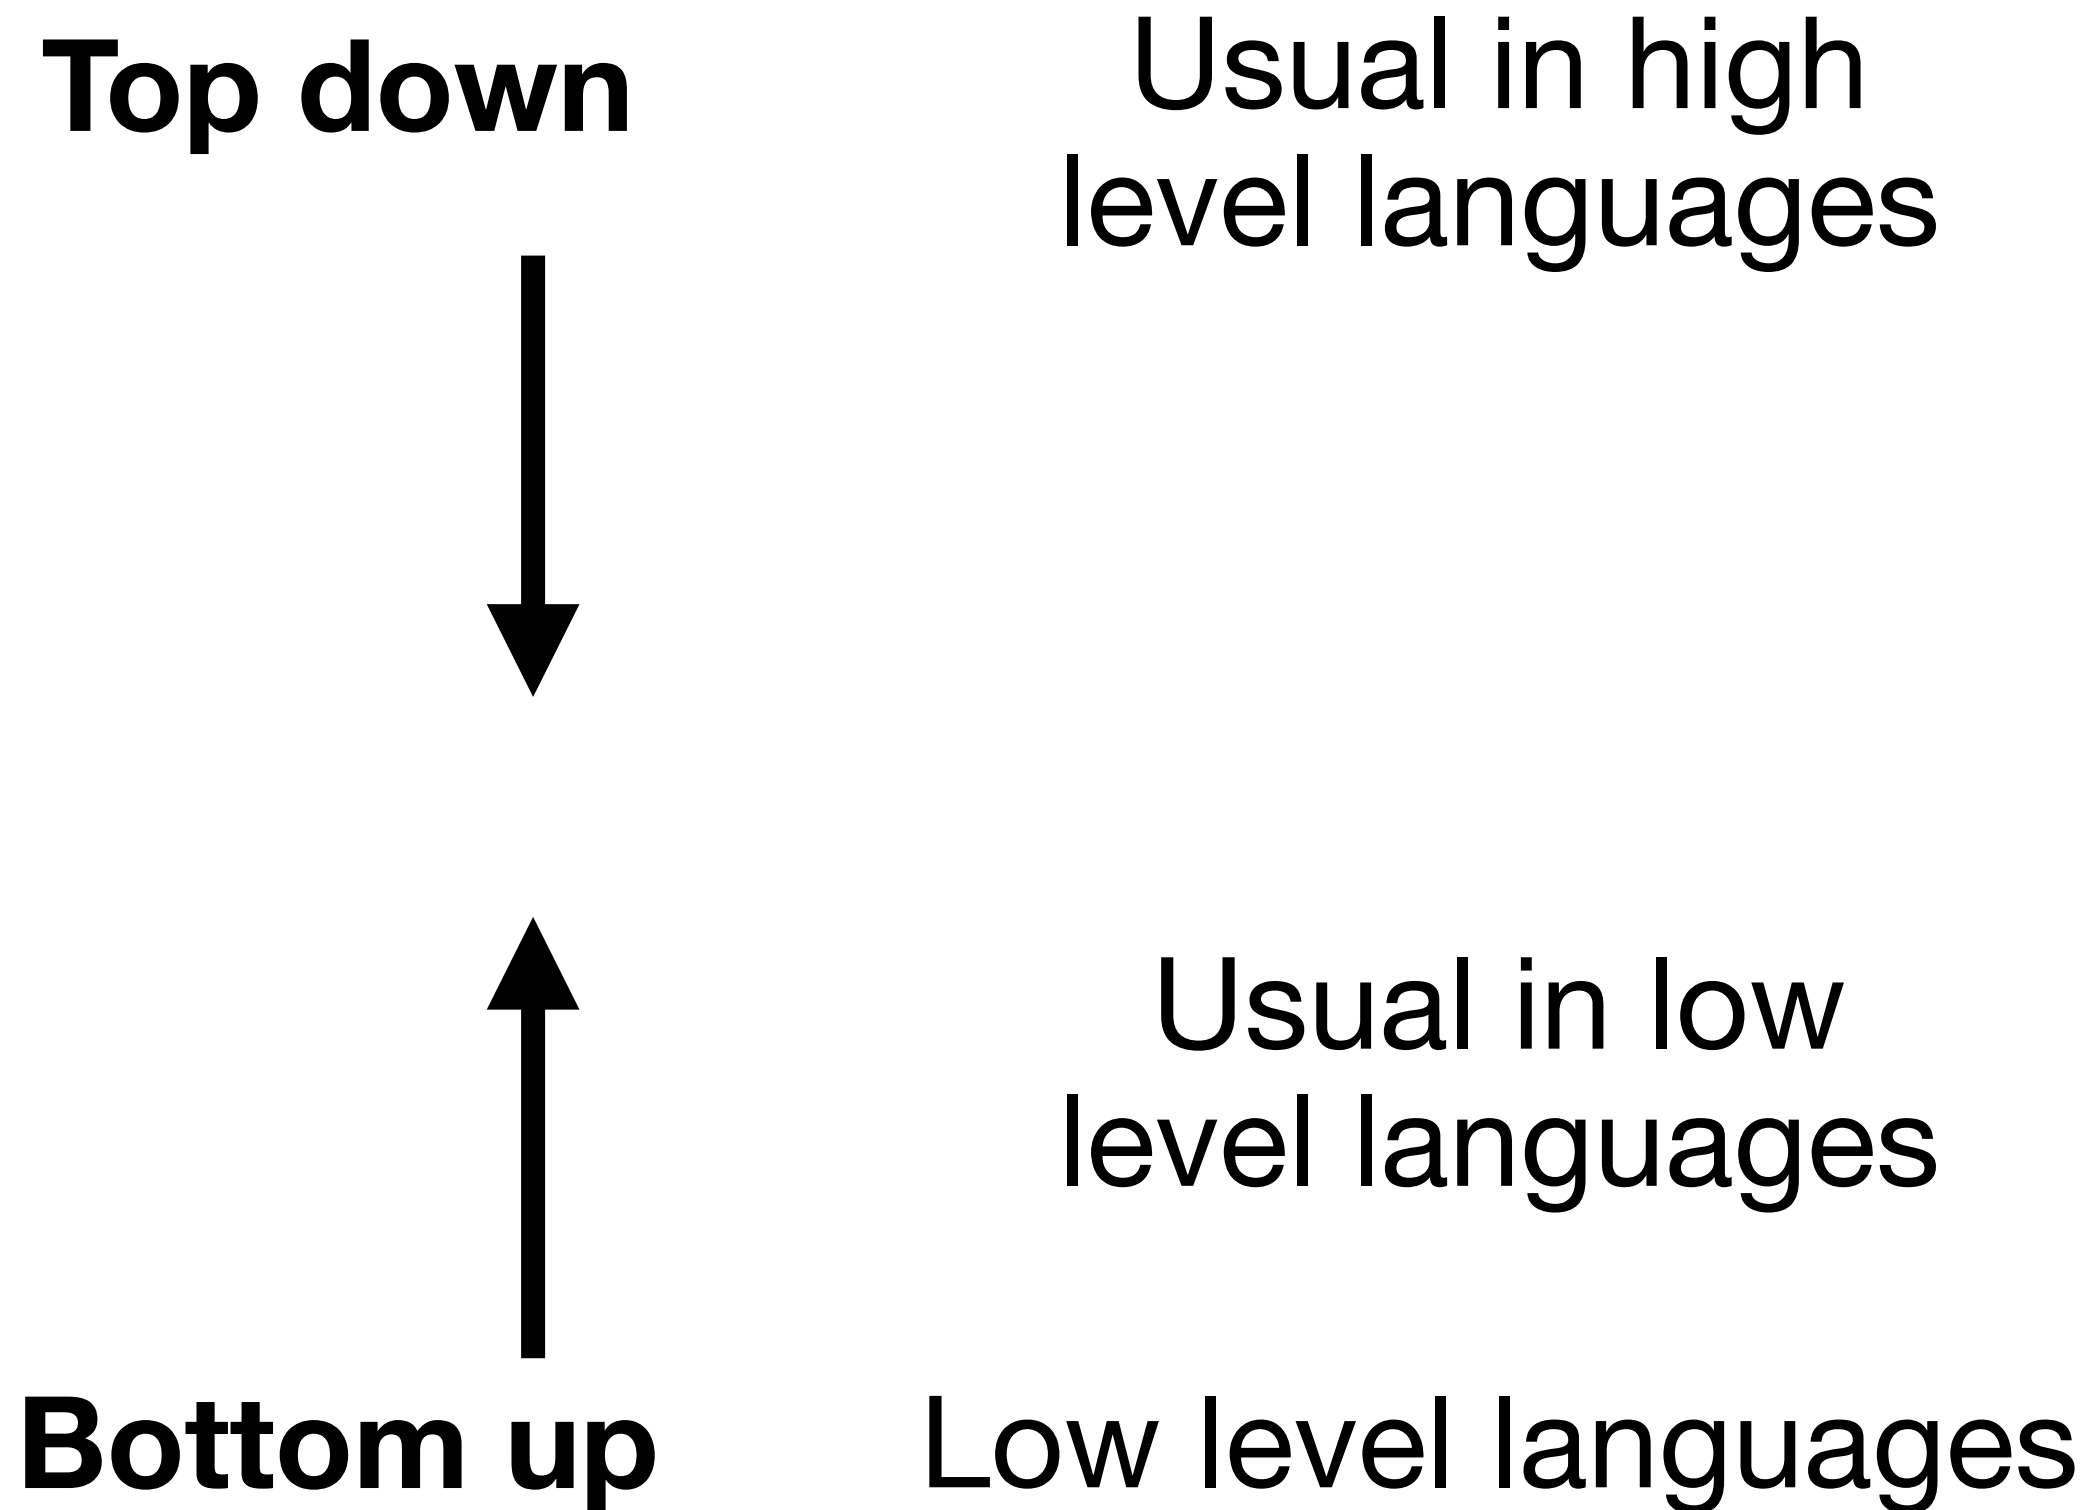 Top down
Usual in high
level languages
Usual in low
level languages
Bottom up
Low level languages